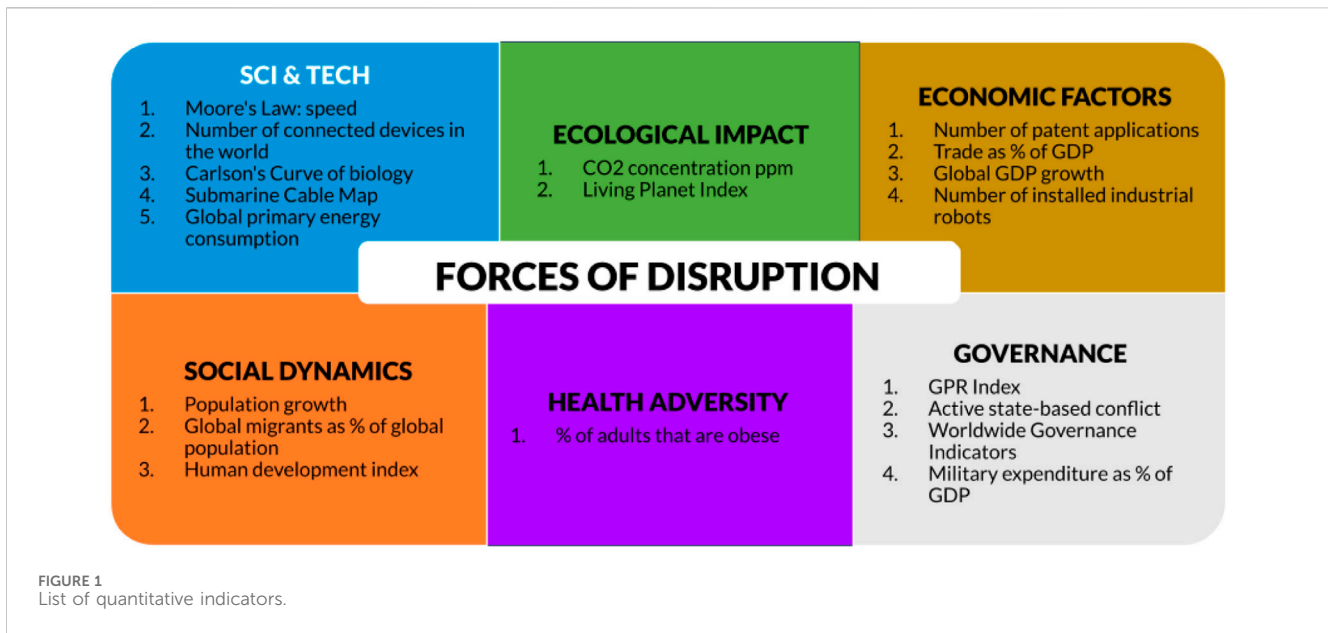 SCI & TECH
1. Moore's Law: speed
2. Number of connected devices in
the world
3. Carlson's Curve of biology
4. Submarine Cable Map
5. Global primary energy
consumption
ECOLOGICAL IMPACT
1. CO2 concentration ppm
2. Living Planet Index
ECONOMIC FACTORS
1. Number of patent applications
2. Trade as % of GDP
3. Global GDP growth
4. Number of installed industrial
robots
FORCES OF DISRUPTION
SOCIAL DYNAMICS
1. Population growth
2. Global migrants as % of global
population
3. Human development index
HEALTH ADVERSITY
1. % of adults that are obese
GOVERNANCE
1. GPR Index
2. Active state-based conflict
3. Worldwide Governance
Indicators
4. Military expenditure as % of
GDP
FIGURE 1
List of quantitative indicators.